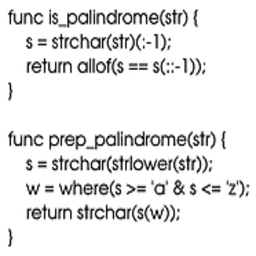 func is_palindrome(str) {
s = strchar(str)(:-1);
return allof(s == s(::-1));
}
func prep_palindrome(str) {
s = strchar(strlower(str));
w = where(s >= 'a' & s <= 'z');
return strchar(s(w));
}